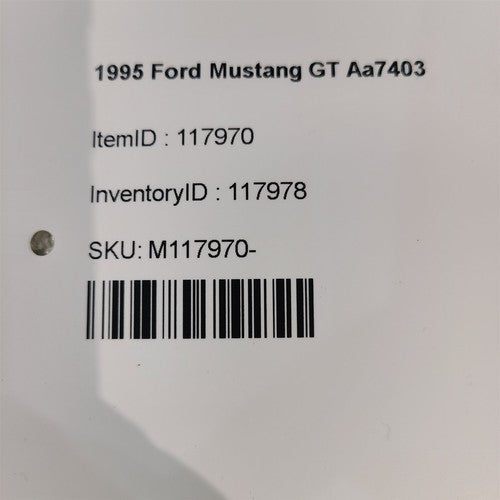 1995 Ford Mustang GT Aa7403
ItemID : 117970
InventoryID : 117978
SKU: M117970-